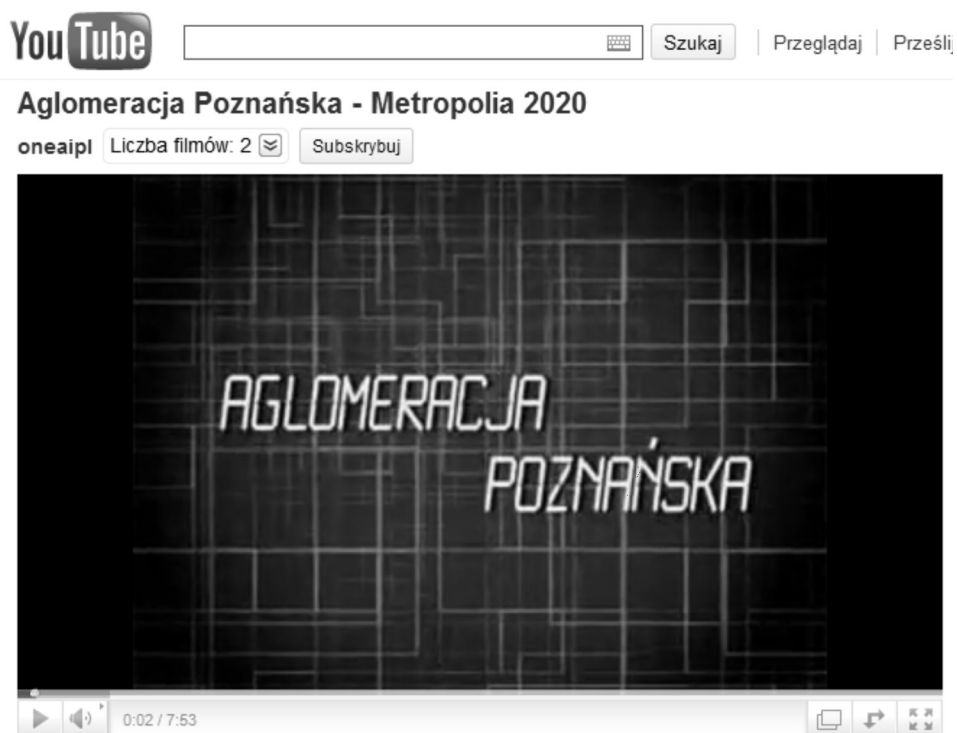 YouTube Szukaj Przeglądaj Prześlij
Aglomeracja Poznańska - Metropolia 2020
oneaipl Liczba filmów: 2 Subskrybuj
AGLOMERACJA
POZNAŃSKA
0:02 / 7:53